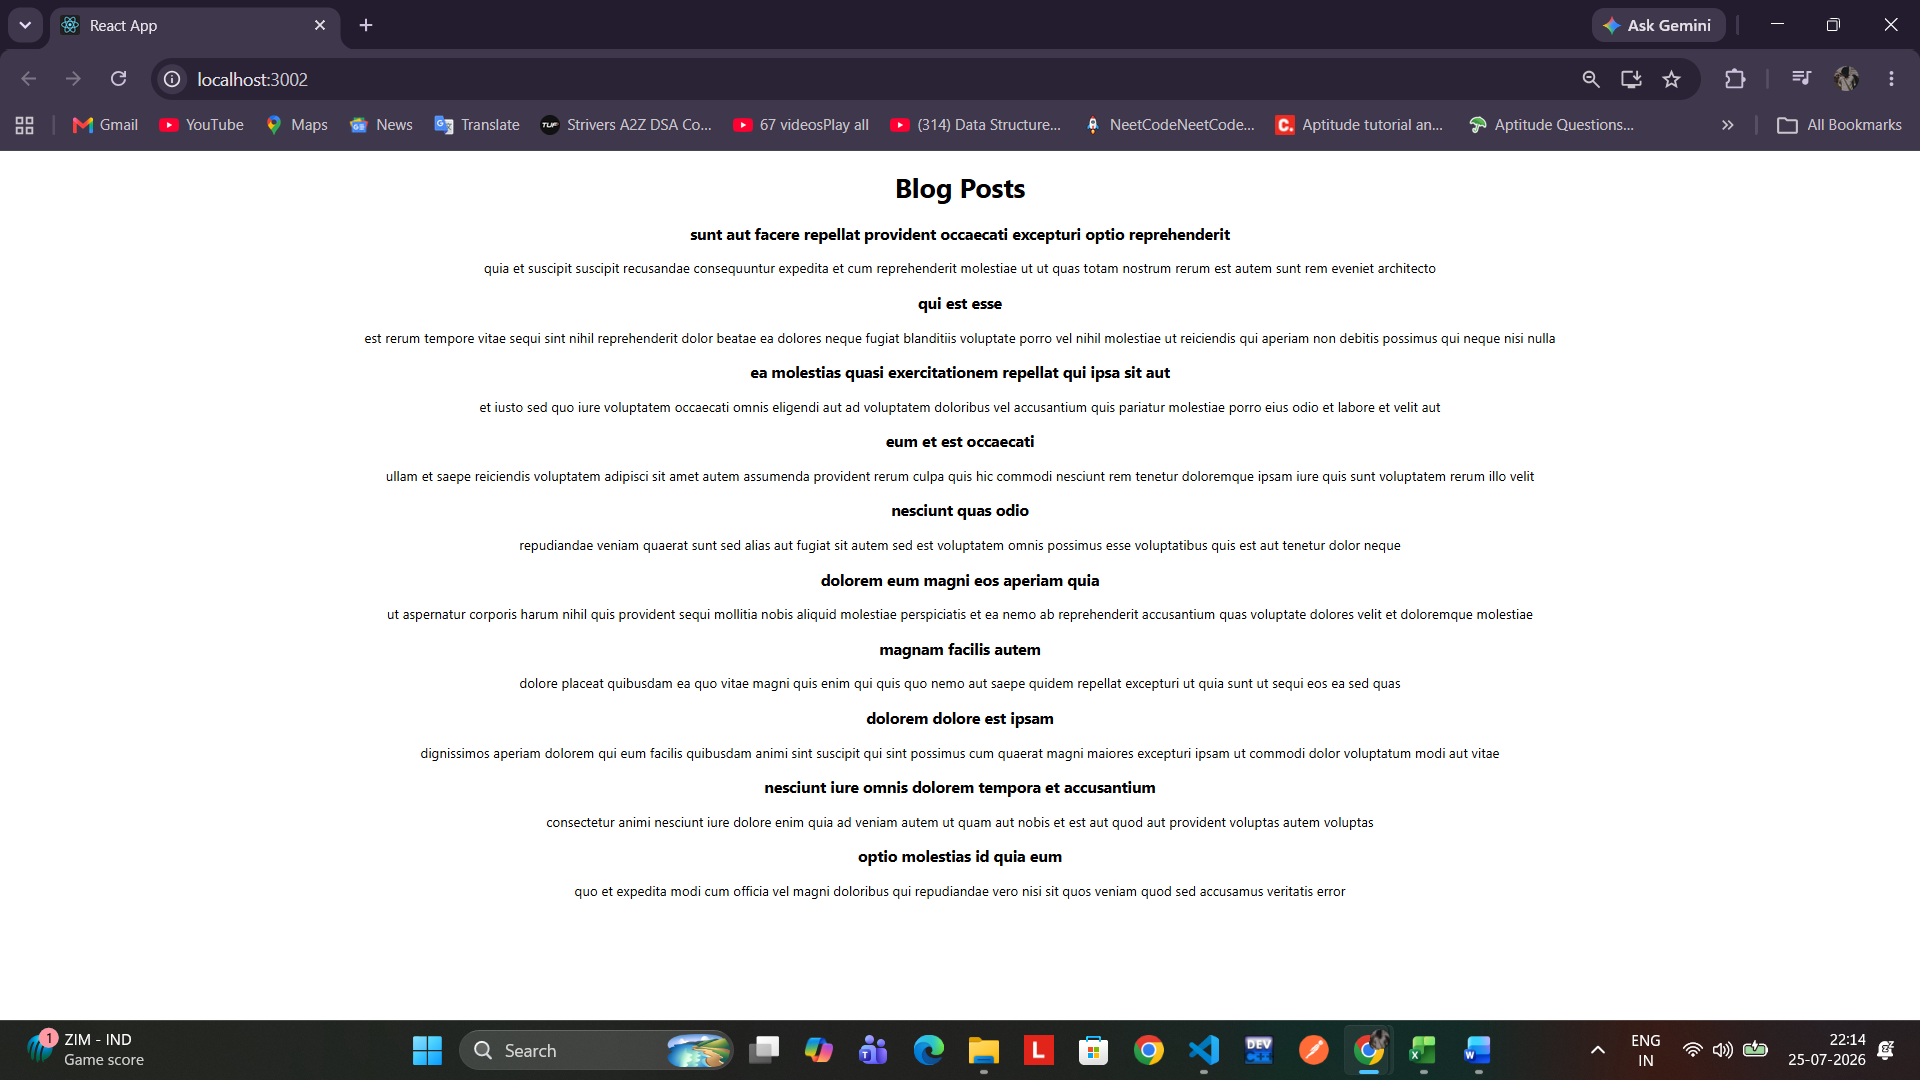 React App
Ask Gemini
localhost:3002
Gmail
YouTube
Maps
News
Translate
TUF
Strivers A2Z DSA Co...
67 videosPlay all
(314) Data Structure...
NeetCodeNeetCode...
C.
Aptitude tutorial an...
Aptitude Questions...
All Bookmarks
Blog Posts
sunt aut facere repellat provident occaecati excepturi optio reprehenderit
quia et suscipit suscipit recusandae consequuntur expedita et cum reprehenderit molestiae ut ut quas totam nostrum rerum est autem sunt rem eveniet architecto
qui est esse
est rerum tempore vitae sequi sint nihil reprehenderit dolor beatae ea dolores neque fugiat blanditiis voluptate porro vel nihil molestiae ut reiciendis qui aperiam non debitis possimus qui neque nisi nulla
ea molestias quasi exercitationem repellat qui ipsa sit aut
et iusto sed quo iure voluptatem occaecati omnis eligendi aut ad voluptatem doloribus vel accusantium quis pariatur molestiae porro eius odio et labore et velit aut
eum et est occaecati
ullam et saepe reiciendis voluptatem adipisci sit amet autem assumenda provident rerum culpa quis hic commodi nesciunt rem tenetur doloremque ipsam iure quis sunt voluptatem rerum illo velit
nesciunt quas odio
repudiandae veniam quaerat sunt sed alias aut fugiat sit autem sed est voluptatem omnis possimus esse voluptatibus quis est aut tenetur dolor neque
dolorem eum magni eos aperiam quia
ut aspernatur corporis harum nihil quis provident sequi mollitia nobis aliquid molestiae perspiciatis et ea nemo ab reprehenderit accusantium quas voluptate dolores velit et doloremque molestiae
magnam facilis autem
dolore placeat quibusdam ea quo vitae magni quis enim qui quis quo nemo aut saepe quidem repellat excepturi ut quia sunt ut sequi eos ea sed quas
dolorem dolore est ipsam
dignissimos aperiam dolorem qui eum facilis quibusdam animi sint suscipit qui sint possimus cum quaerat magni maiores excepturi ipsam ut commodi dolor voluptatum modi aut vitae
nesciunt iure omnis dolorem tempora et accusantium
consectetur animi nesciunt iure dolore enim quia ad veniam autem ut quam aut nobis et est aut quod aut provident voluptas autem voluptas
optio molestias id quia eum
quo et expedita modi cum officia vel magni doloribus qui repudiandae vero nisi sit quos veniam quod sed accusamus veritatis error
1
ZIM - IND
Game score
Search
T
L
DEV
C++
X
W
ENG
IN
22:14
25-07-2026